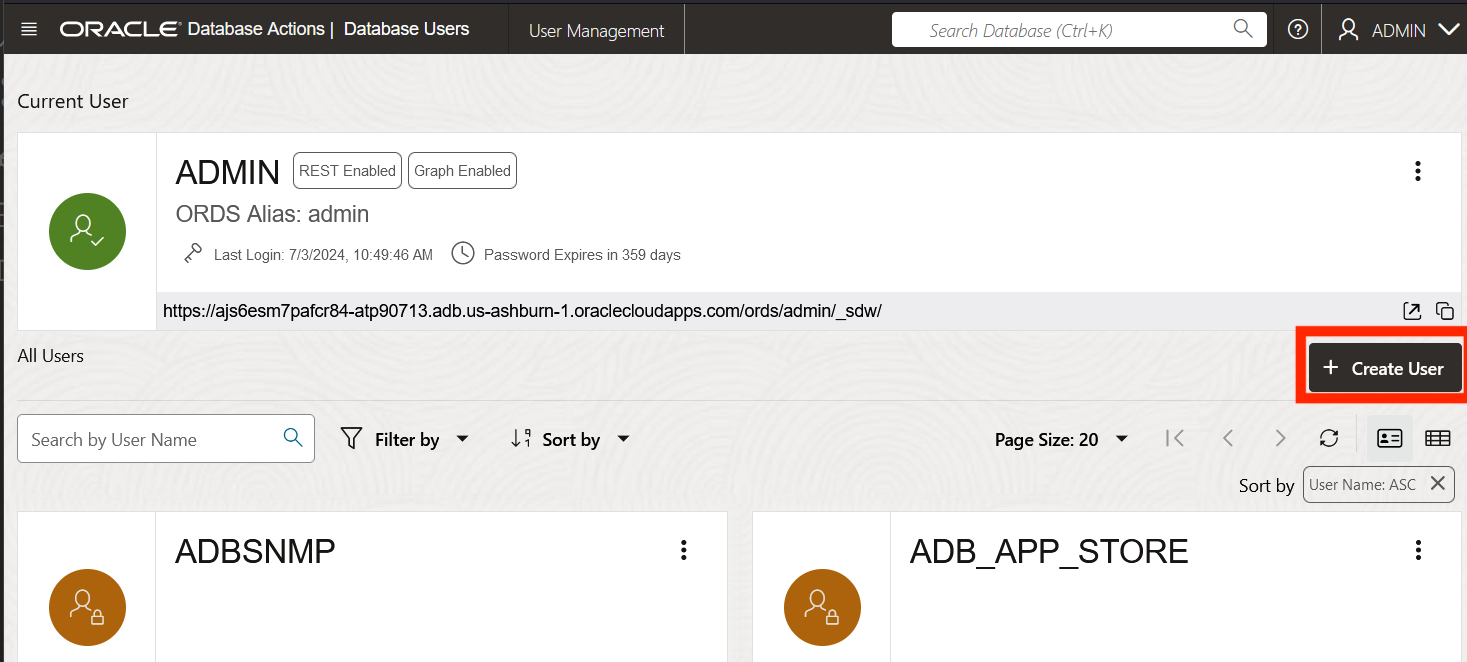 ORACLE Database Actions | Database Users User Management Search Database (Ctrl+K) ADMIN
Current User
ADMIN REST Enabled Graph Enabled
ORDS Alias: admin
Last Login: 7/3/2024, 10:49:46 AM Password Expires in 359 days
https://ajs6esm7pafcr84-atp90713.adb.us-ashburn-1.oraclecloudapps.com/ords/admin/_sdw/
All Users
+ Create User
Search by User Name Filter by Sort by Page Size: 20
Sort by User Name: ASC
ADBSNMP ADB_APP_STORE